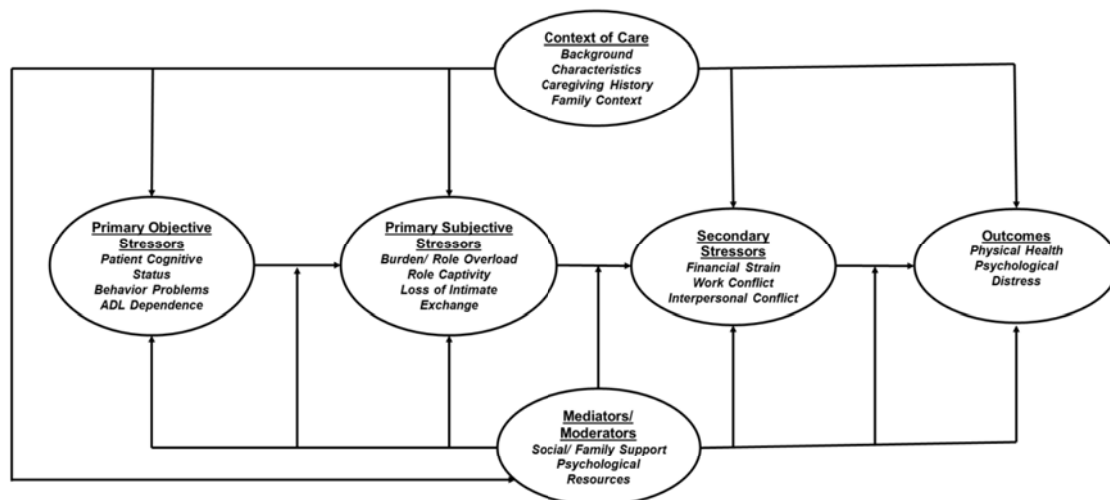 Context of Care
Background
Characteristics
Caregiving History
Family Context
Primary Objective
Stressors
Patient Cognitive
Status
Behavior Problems
ADL Dependence
Primary Subjective
Stressors
Burden/ Role Overload
Role Captivity
Loss of Intimate
Exchange
Secondary
Stressors
Financial Strain
Work Conflict
Interpersonal Conflict
Outcomes
Physical Health
Psychological
Distress
Mediators/
Moderators
Social/ Family Support
Psychological
Resources